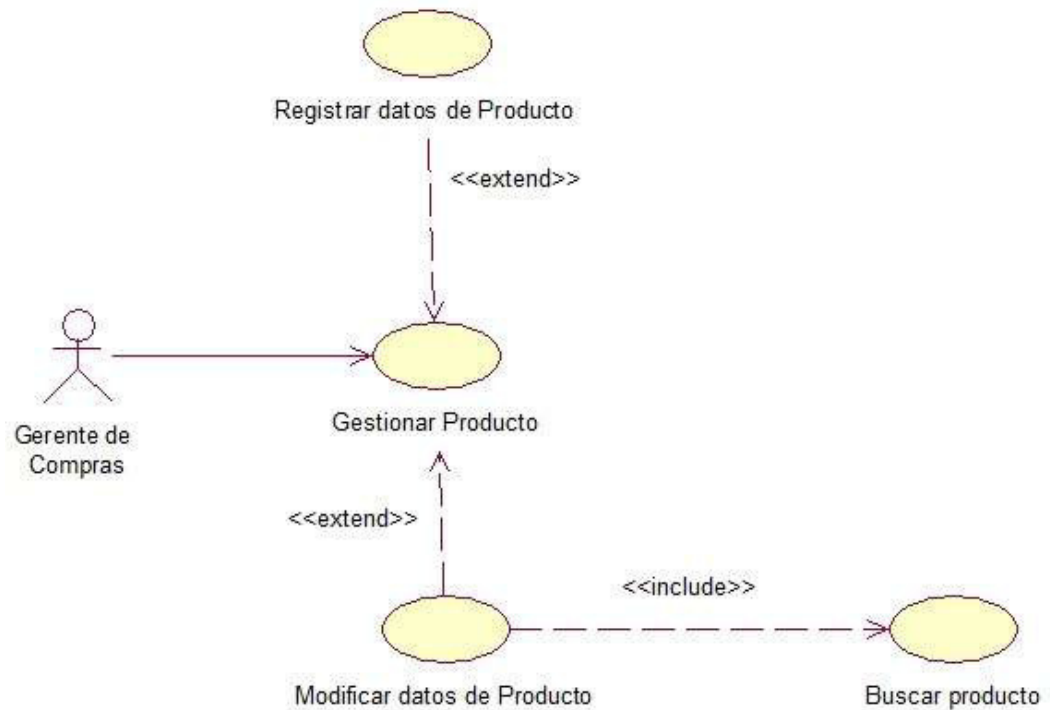 Registrar datos de Producto
<<extend>>
Gestionar Producto
Gerente de
Compras
<<extend>>
<<include>>
Modificar datos de Producto
Buscar producto